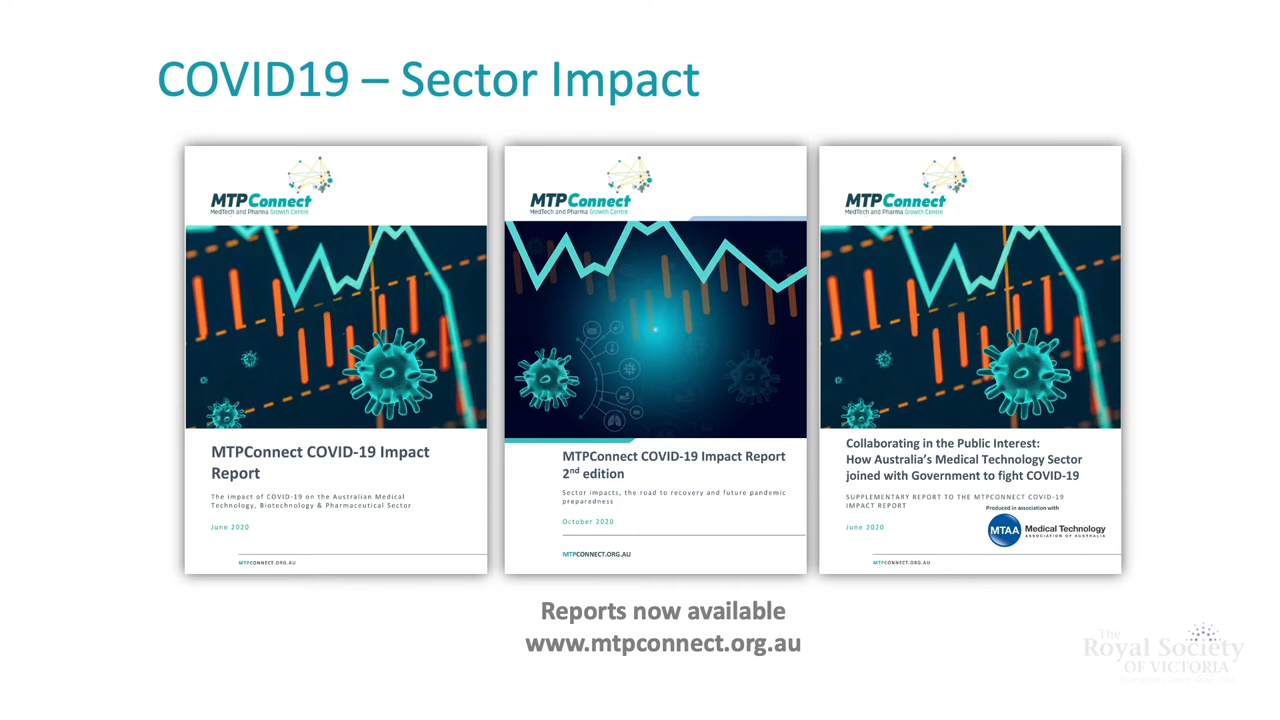 COVID19 – Sector Impact
MTPConnect
MedTech and Pharma Growth Centre
MTPConnect COVID-19 Impact
Report
The impact of COVID-19 on the Australian Medical
Technology, Biotechnology & Pharmaceutical Sector
June 2020
MTPCONNECT.ORG.AU
MTPConnect
MedTech and Pharma Growth Centre
MTPConnect COVID-19 Impact Report
2nd edition
Sector impacts, the road to recovery and future pandemic
preparedness
October 2020
MTPCONNECT.ORG.AU
MTPConnect
MedTech and Pharma Growth Centre
Collaborating in the Public Interest:
How Australia's Medical Technology Sector
joined with Government to fight COVID-19
SUPPLEMENTARY REPORT TO THE MTPCONNECT COVID-19
IMPACT REPORT
Produced in association with
June 2020
MTAA Medical Technology
ASSOCIATION OF AUSTRALIA
MTPCONNECT.ORG.AU
Reports now available
www.mtpconnect.org.au
The
Royal Society
OF VICTORIA